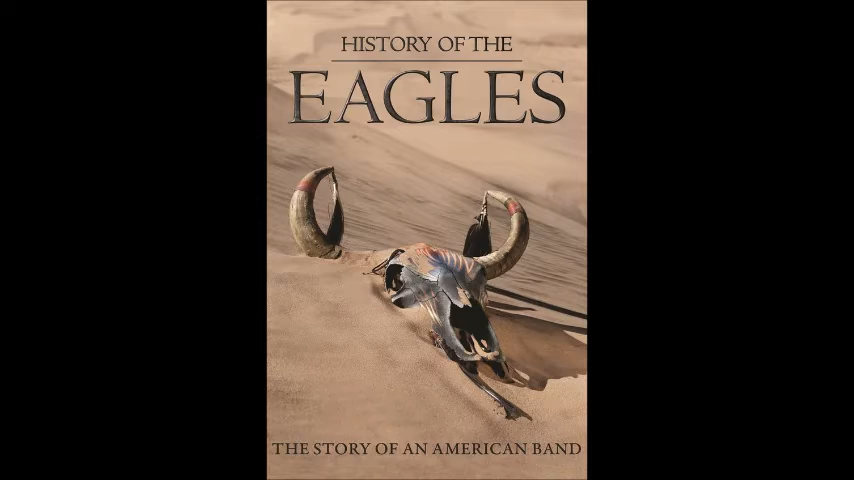 HISTORY OF THE
EAGLES
THE STORY OF AN AMERICAN BAND